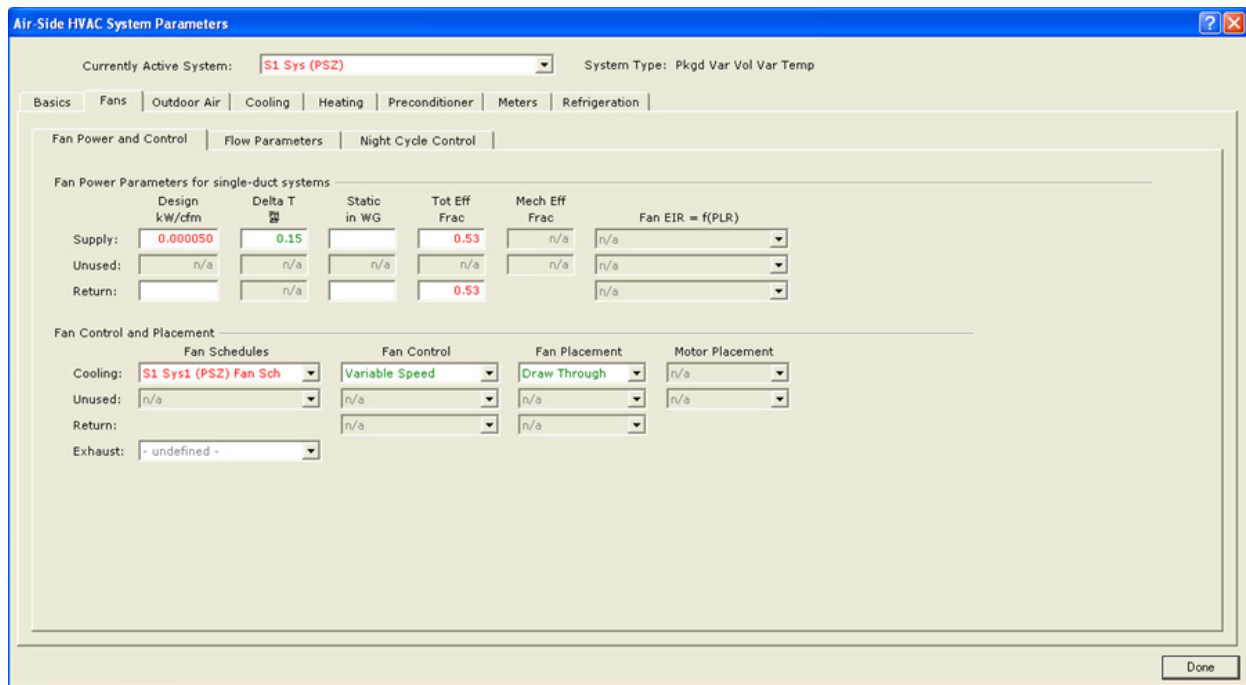 Air-Side HVAC System Parameters
Currently Active System: S1 Sys (PSZ) System Type: Pkgd Var Vol Var Temp
Basics Fans Outdoor Air Cooling Heating Preconditioner Meters Refrigeration
Fan Power and Control Flow Parameters Night Cycle Control
Fan Power Parameters for single-duct systems
Design Delta T Static Tot Eff Mech Eff
kW/cfm in WG Frac Frac Fan EIR = f(PLR)
Supply: 0.000050 0.15 0.53 n/a n/a
Unused: n/a n/a n/a n/a n/a n/a
Return: n/a 0.53 n/a
Fan Control and Placement
Fan Schedules Fan Control Fan Placement Motor Placement
Cooling: S1 Sys1 (PSZ) Fan Sch Variable Speed Draw Through n/a
Unused: n/a n/a n/a n/a
Return: n/a n/a
Exhaust: - undefined -
Done